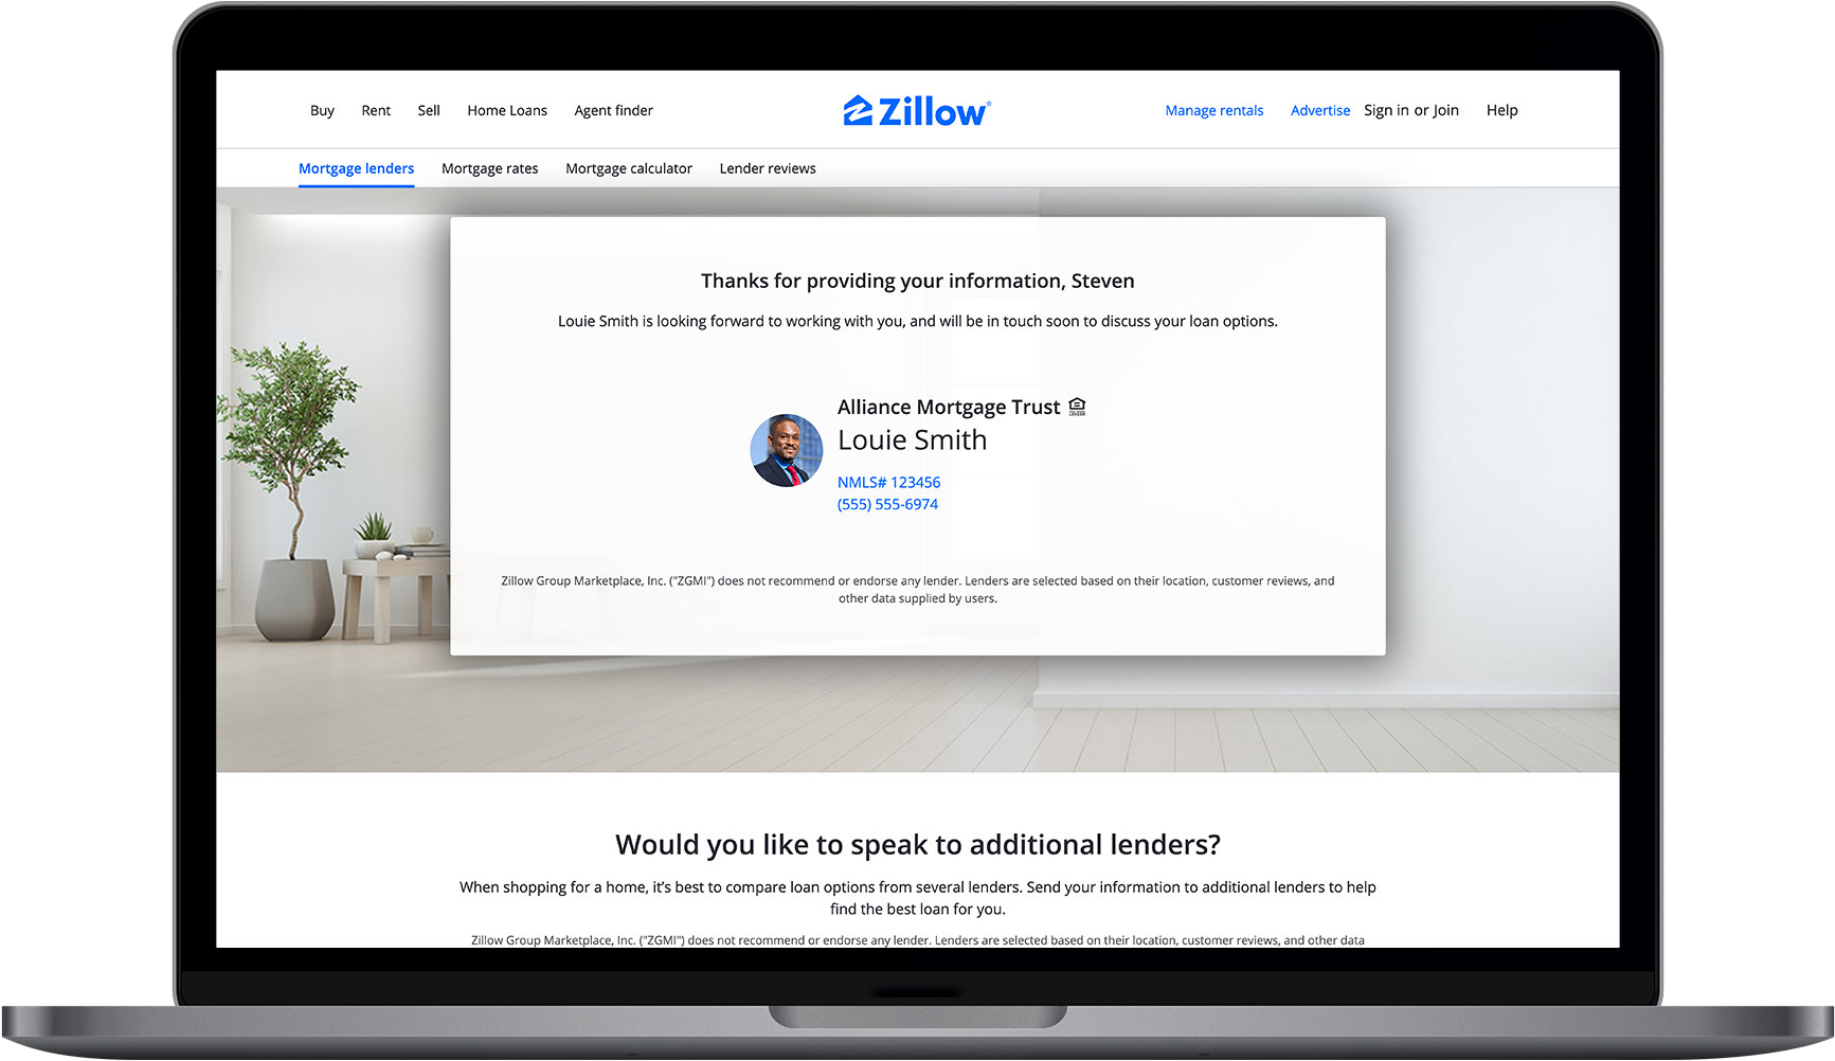 Buy Rent Sell Home Loans Agent finder Zillow® Manage rentals Advertise Sign in or Join Help
Mortgage lenders Mortgage rates Mortgage calculator Lender reviews
Thanks for providing your information, Steven
Louie Smith is looking forward to working with you, and will be in touch soon to discuss your loan options.
Alliance Mortgage Trust
Louie Smith
NMLS# 123456
(555) 555-6974
Zillow Group Marketplace, Inc. ("ZGMI") does not recommend or endorse any lender. Lenders are selected based on their location, customer reviews, and
other data supplied by users.
Would you like to speak to additional lenders?
When shopping for a home, it’s best to compare loan options from several lenders. Send your information to additional lenders to help
find the best loan for you.
Zillow Group Marketplace, Inc. ("ZGMI") does not recommend or endorse any lender. Lenders are selected based on their location, customer reviews, and other data